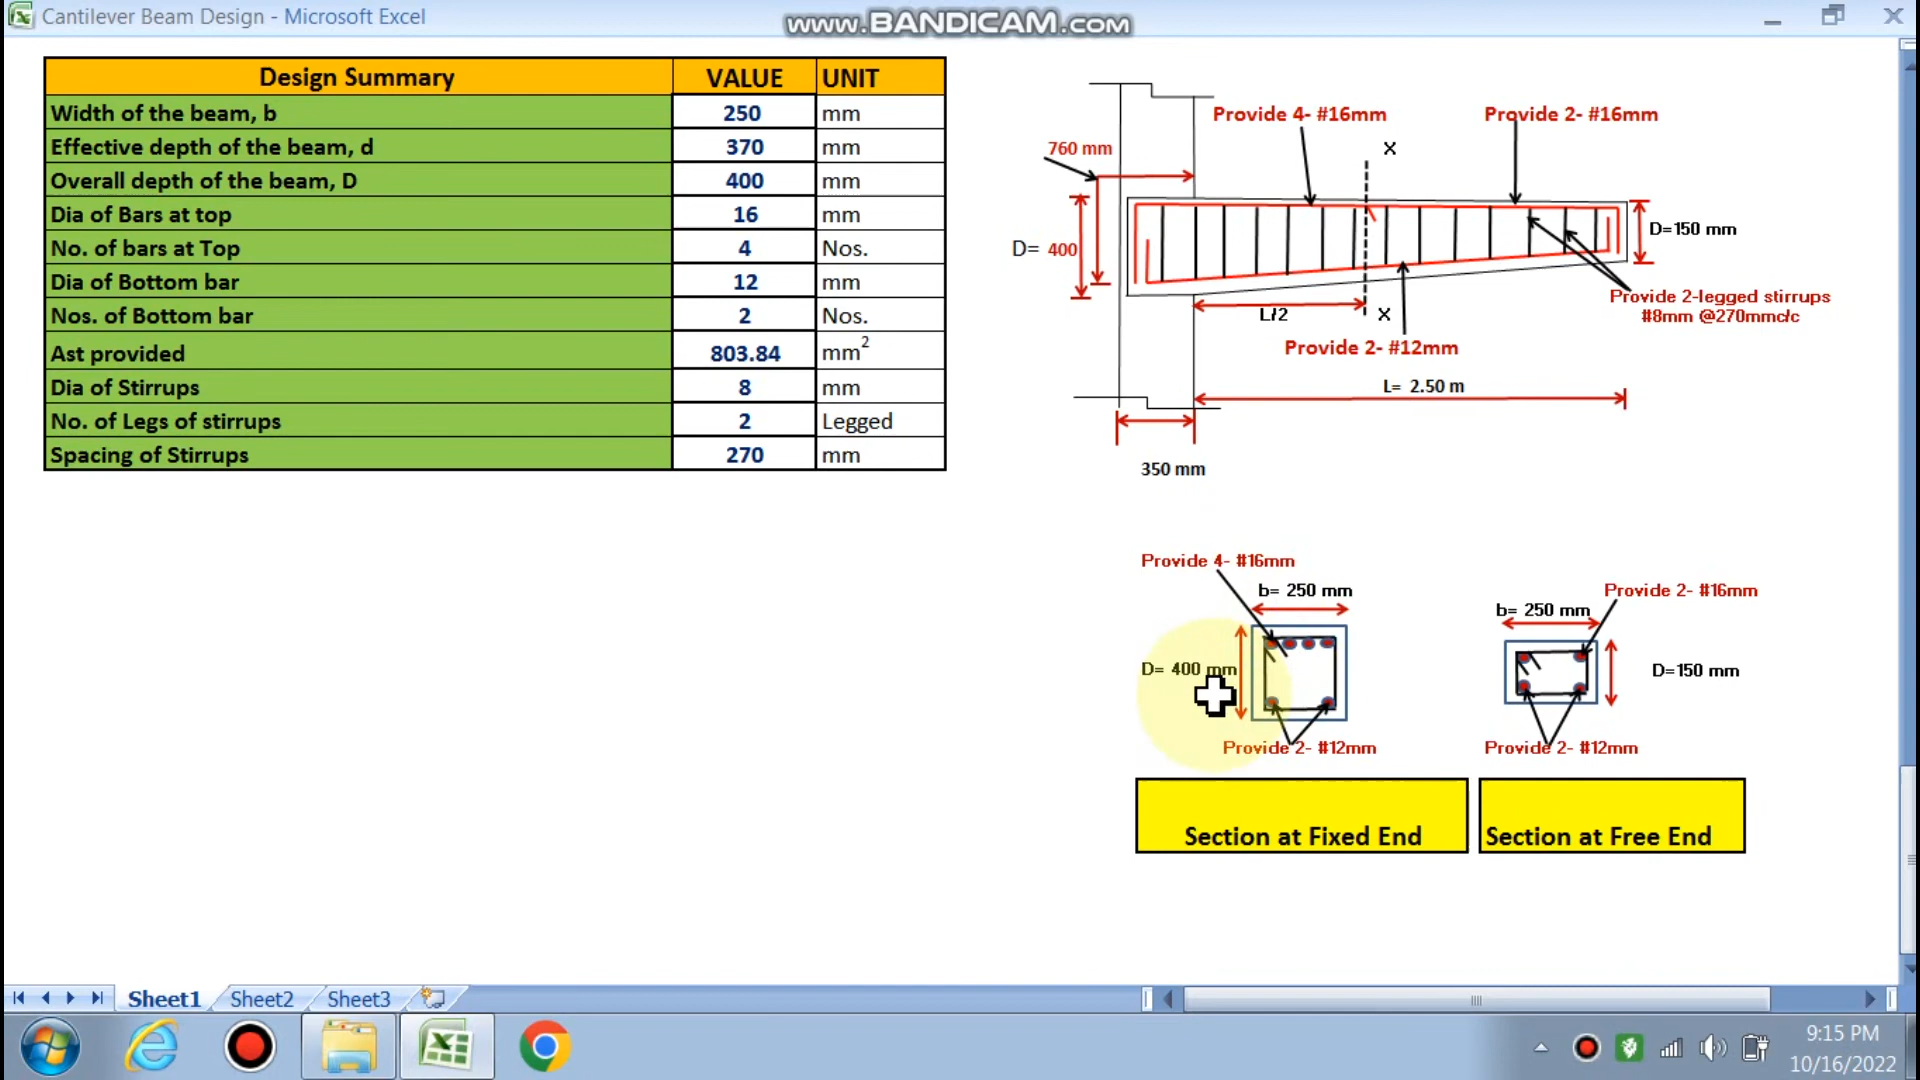 Cantilever Beam Design - Microsoft Excel
www.BANDICAM.com
Design Summary VALUE UNIT
Width of the beam, b 250 mm
Effective depth of the beam, d 370 mm
Overall depth of the beam, D 400 mm
Dia of Bars at top 16 mm
No. of bars at Top 4 Nos.
Dia of Bottom bar 12 mm
Nos. of Bottom bar 2 Nos.
Ast provided 803.84 mm2
Dia of Stirrups 8 mm
No. of Legs of stirrups 2 Legged
Spacing of Stirrups 270 mm
Provide 4- #16mm
Provide 2- #16mm
760 mm
X
D= 400
D=150 mm
L/2
X
Provide 2-legged stirrups
#8mm @270mmc/c
Provide 2- #12mm
L= 2.50 m
350 mm
Provide 4- #16mm
b= 250 mm
D= 400 mm
Provide 2- #12mm
Provide 2- #16mm
b= 250 mm
D=150 mm
Provide 2- #12mm
Section at Fixed End
Section at Free End
Sheet1 Sheet2 Sheet3
9:15 PM
10/16/2022